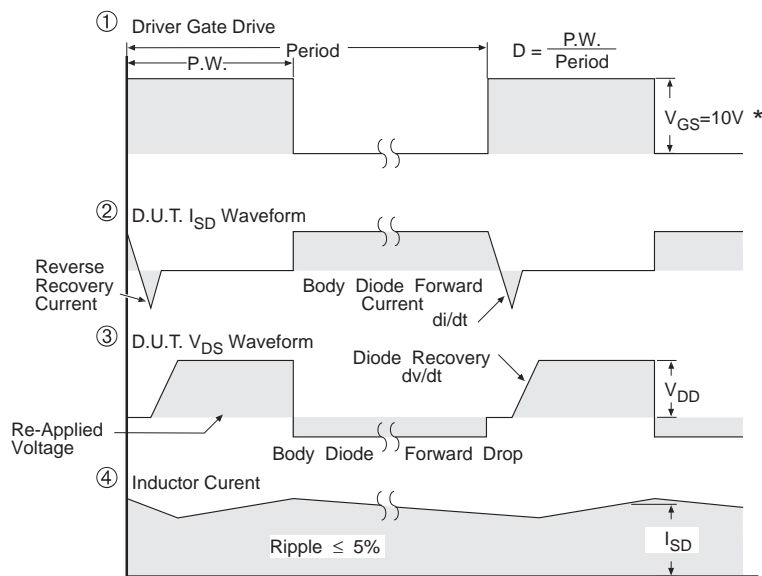 ① Driver Gate Drive
Period
P.W.
D = P.W. / Period
V_GS=10V *
② D.U.T. I_SD Waveform
Reverse
Recovery
Current
Body Diode Forward
Current
di/dt
③ D.U.T. V_DS Waveform
Diode Recovery
dv/dt
V_DD
Re-Applied
Voltage
Body Diode Forward Drop
④ Inductor Curent
Ripple ≤ 5%
I_SD